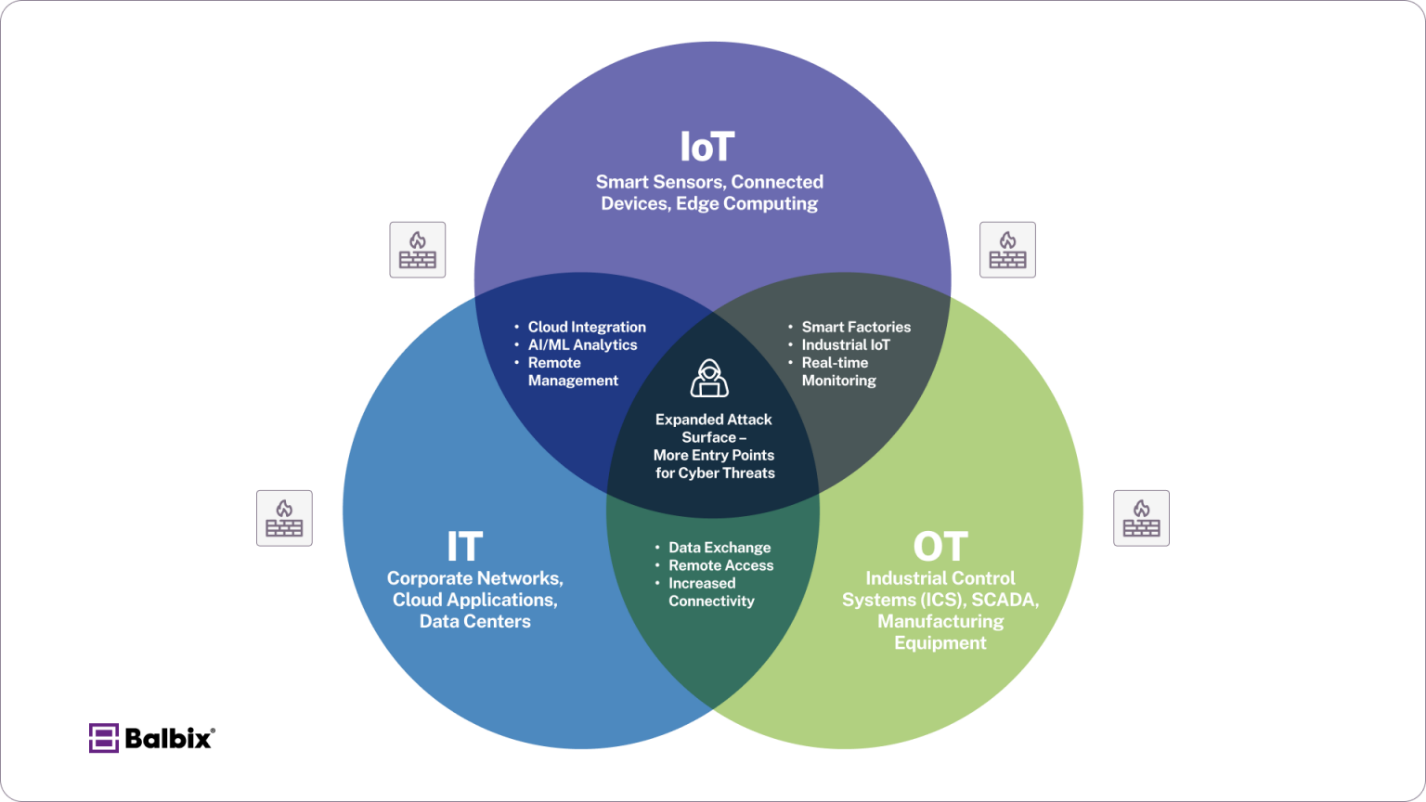 IoT
Smart Sensors, Connected
Devices, Edge Computing
• Cloud Integration
• AI/ML Analytics
• Remote
Management
• Smart Factories
• Industrial IoT
• Real-time
Monitoring
Expanded Attack
Surface –
More Entry Points
for Cyber Threats
IT
Corporate Networks,
Cloud Applications,
Data Centers
• Data Exchange
• Remote Access
• Increased
Connectivity
OT
Industrial Control
Systems (ICS), SCADA,
Manufacturing
Equipment
Balbix®